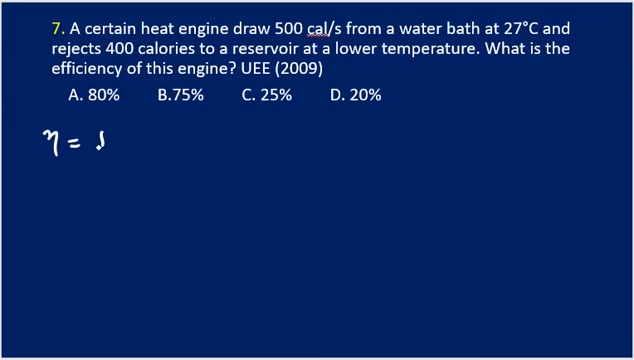 7. A certain heat engine draw 500 cal/s from a water bath at 27°C and
rejects 400 calories to a reservoir at a lower temperature. What is the
efficiency of this engine? UEE (2009)
A. 80% B.75% C. 25% D. 20%
η =